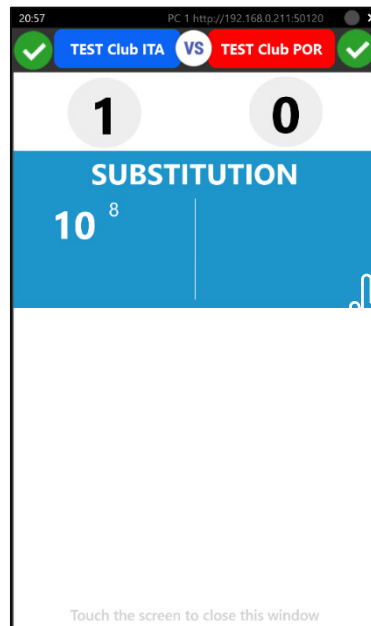 20:57 PC 1 http://192.168.0.211:50120
TEST Club ITA VS TEST Club POR
1 0
SUBSTITUTION
10 8
Touch the screen to close this window